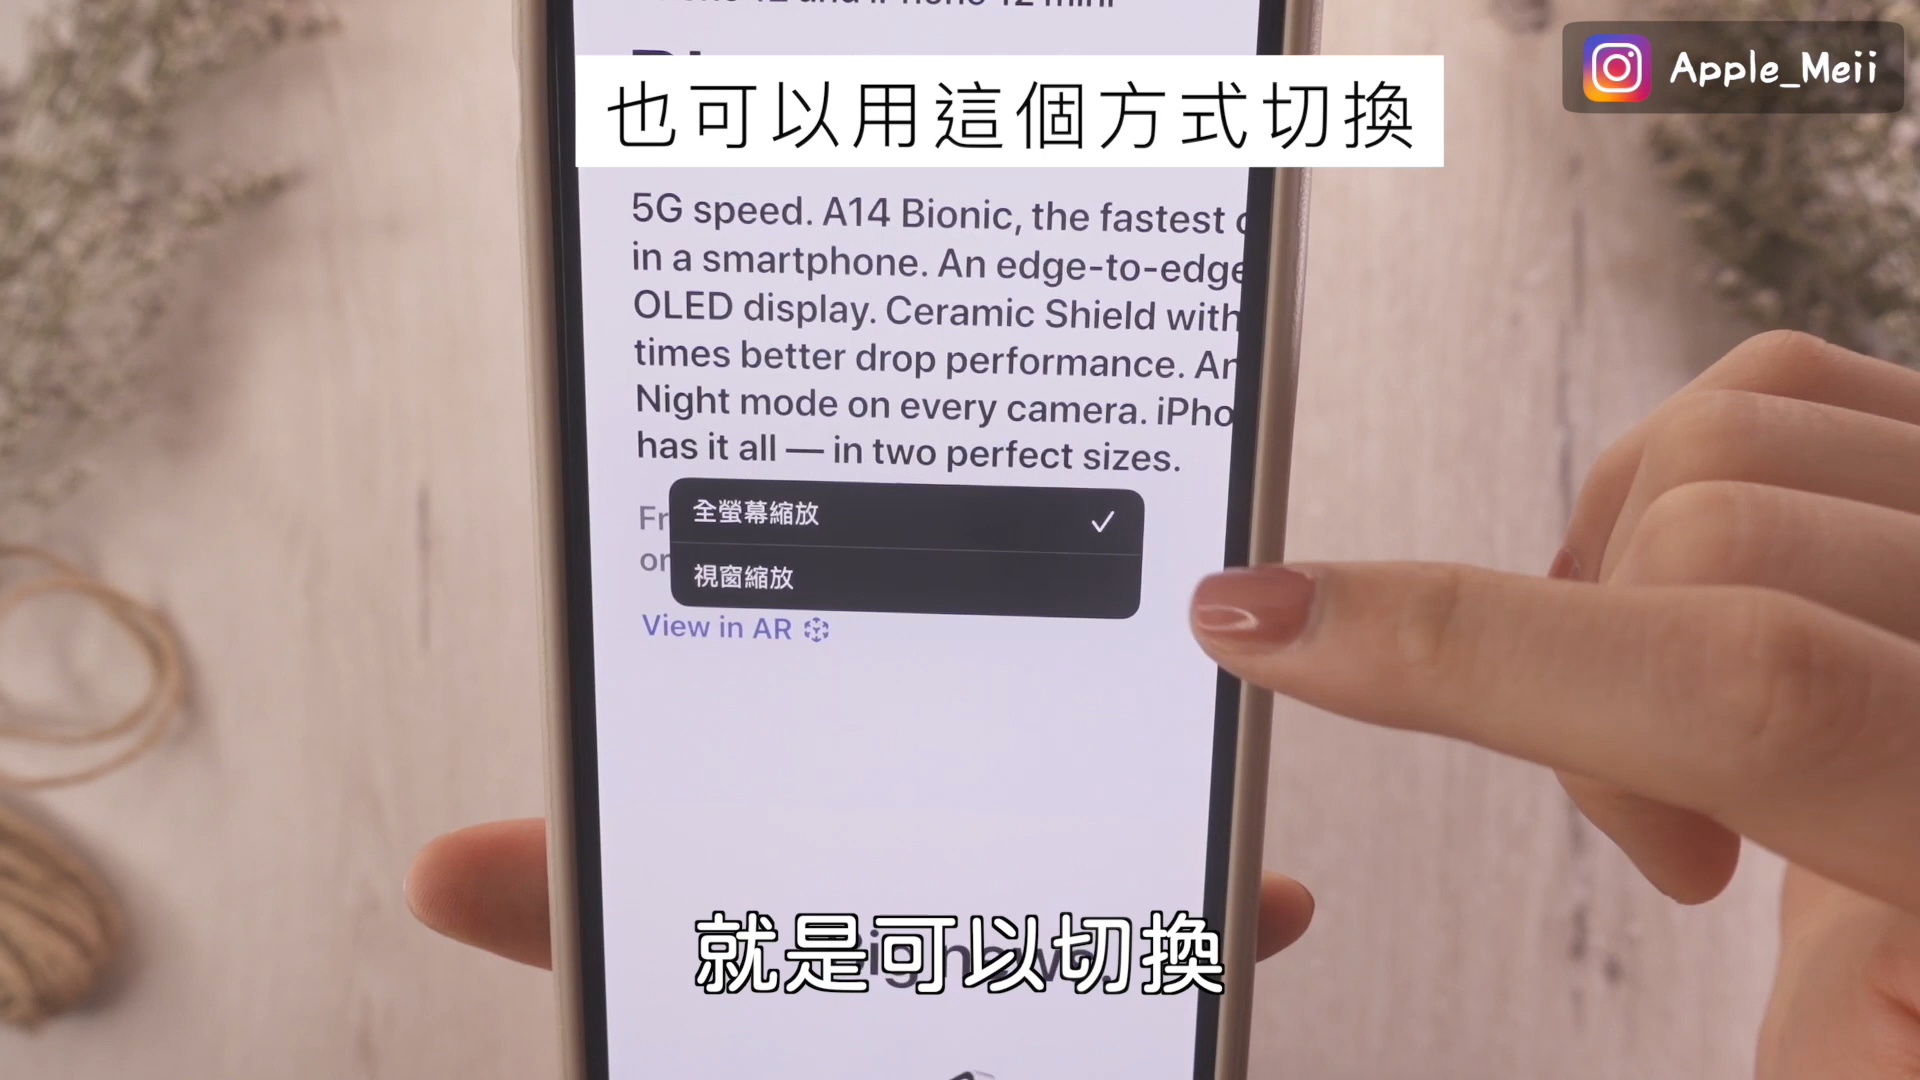 Apple_Meii
也可以用這個方式切換
5G speed. A14 Bionic, the fastest
in a smartphone. An edge-to-edge
OLED display. Ceramic Shield with
times better drop performance. An
Night mode on every camera. iPho
has it all — in two perfect sizes.
Fr
or
全螢幕縮放
視窗縮放
View in AR
就是可以切換